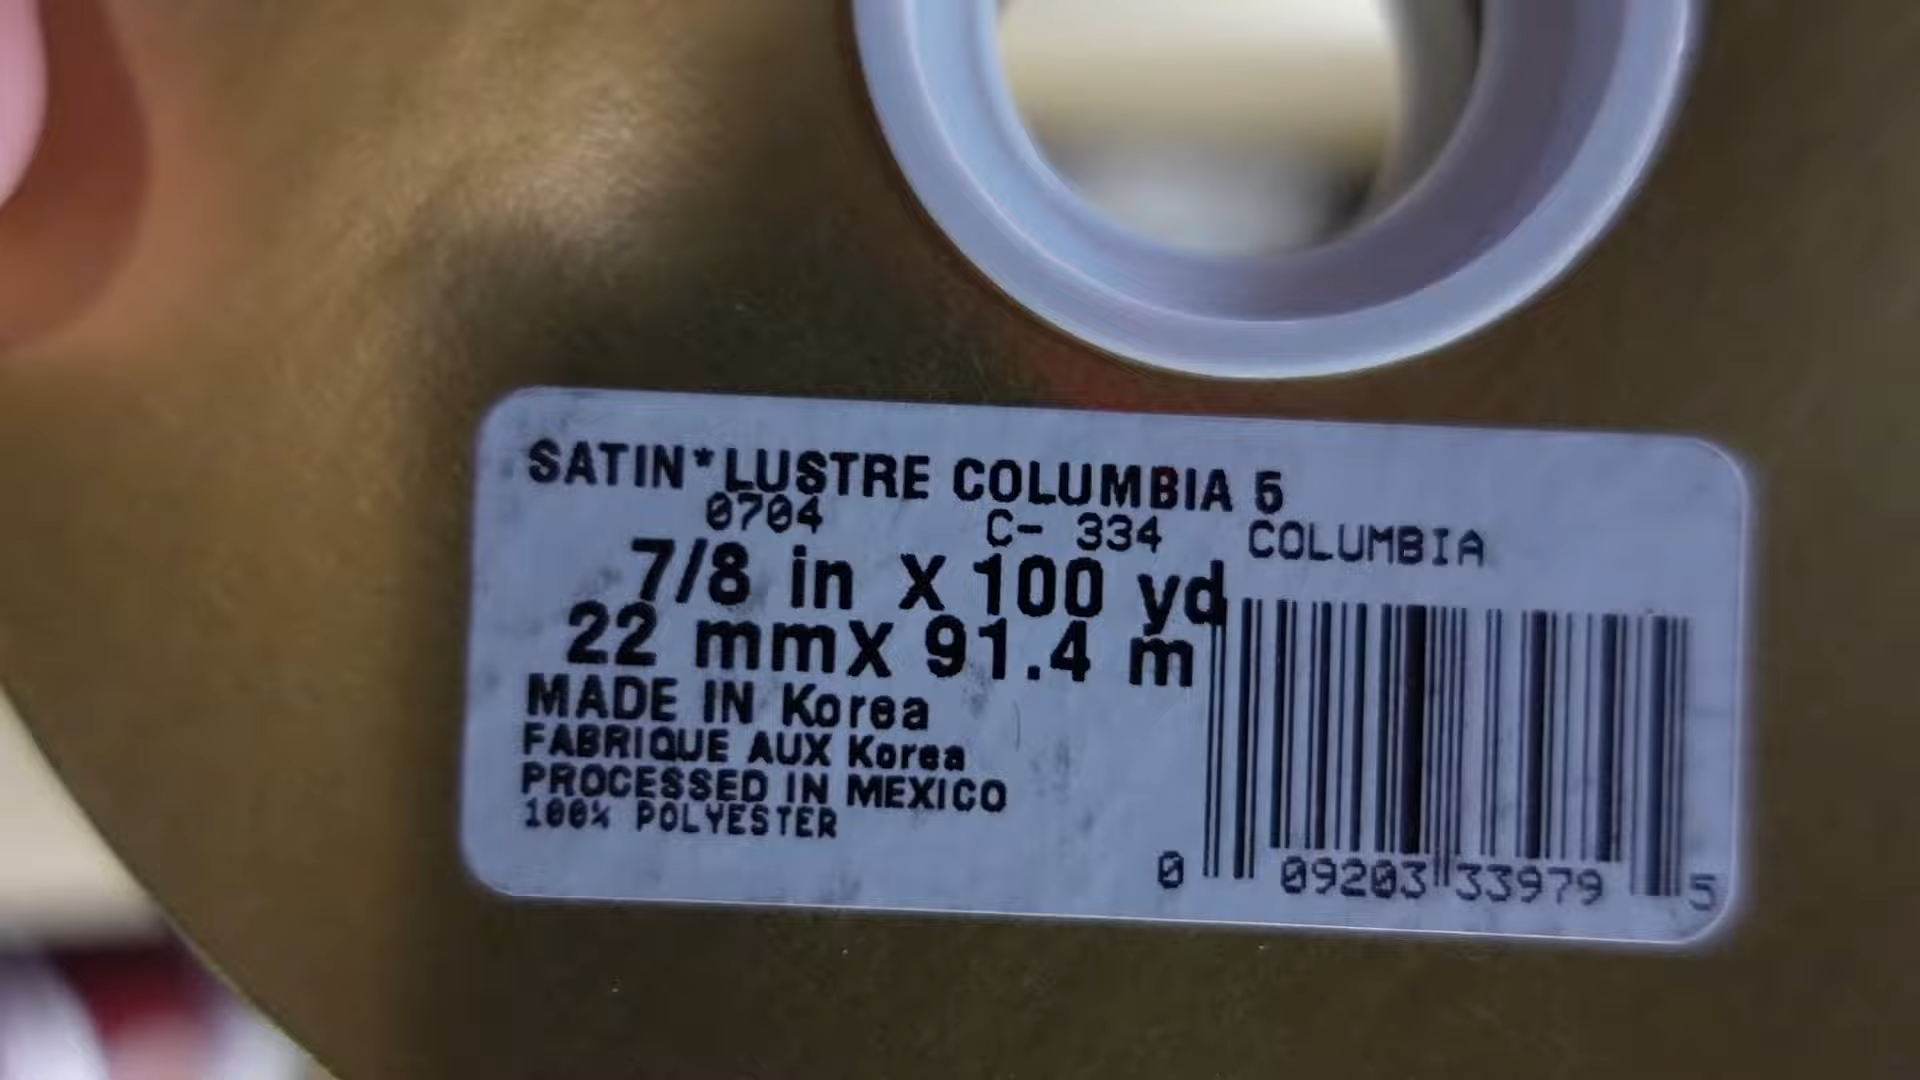 SATIN*LUSTRE COLUMBIA 5
0704 C- 334 COLUMBIA
7/8 in X 100 yd
22 mmX 91.4 m
MADE IN Korea
FABRIQUE AUX Korea
PROCESSED IN MEXICO
100% POLYESTER
0 09203 33979 5